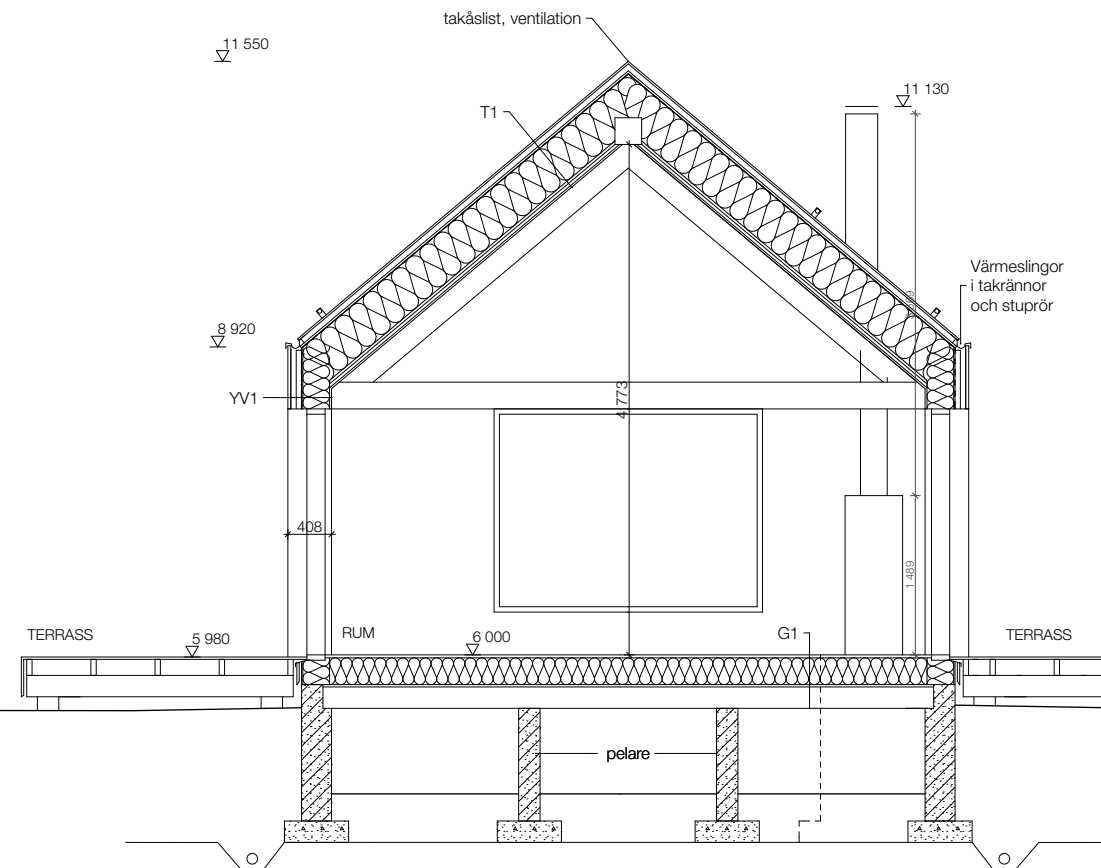 takåslist, ventilation
11 550
11 130
T1
Värmeslingor
i takrännor
och stuprör
8 920
YV1
4 773
408
1 489
TERRASS
5 980
RUM
6 000
G1
TERRASS
pelare